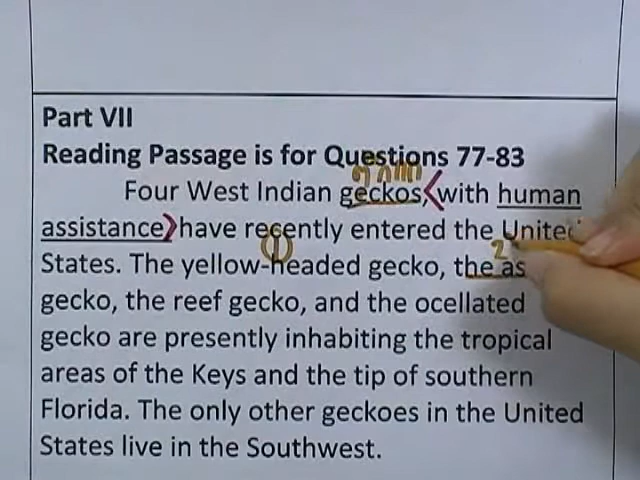 Part VII
Reading Passage is for Questions 77-83
Four West Indian geckos, with human
assistance have recently entered the United
States. The yellow-headed gecko, the as
gecko, the reef gecko, and the ocellated
gecko are presently inhabiting the tropical
areas of the Keys and the tip of southern
Florida. The only other geckoes in the United
States live in the Southwest.